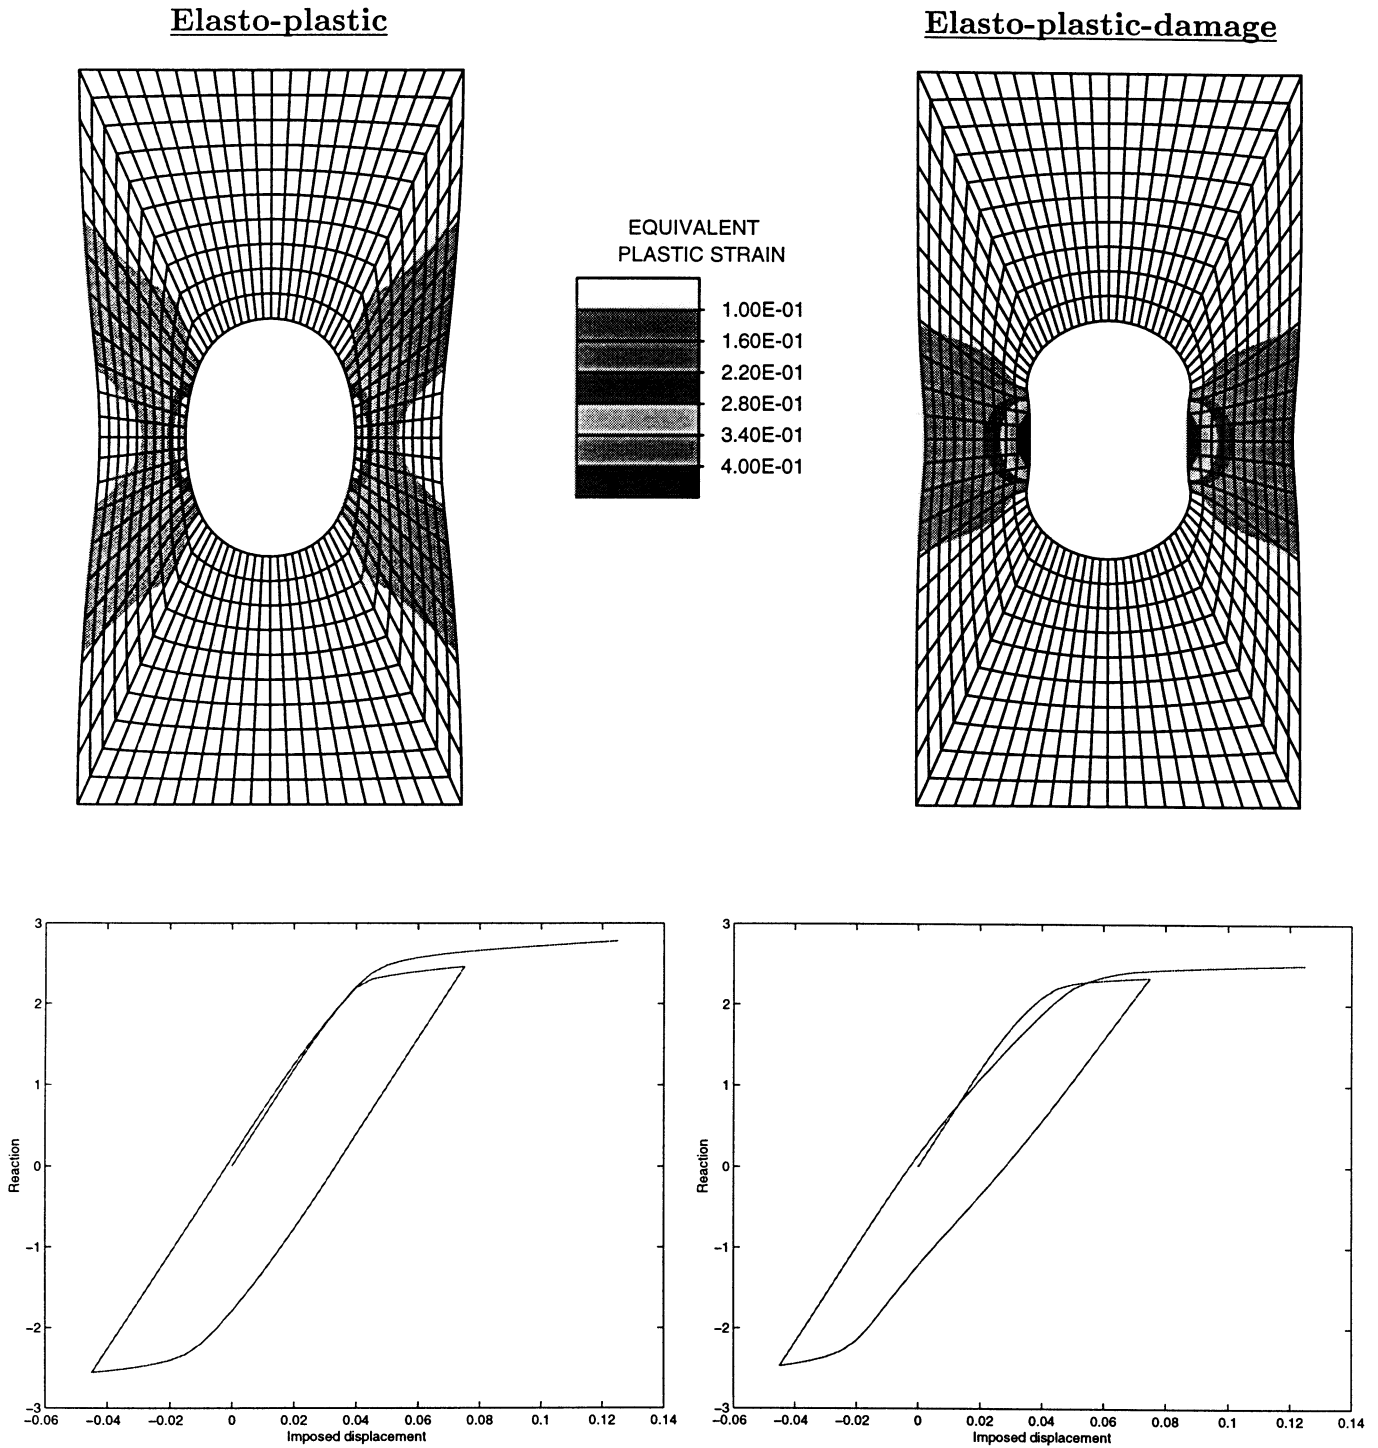 Elasto-plastic
Elasto-plastic-damage
EQUIVALENT
PLASTIC STRAIN
1.00E-01
1.60E-01
2.20E-01
2.80E-01
3.40E-01
4.00E-01
3
2
1
0
−1
−2
−3
Reaction
−0.06 −0.04 −0.02 0 0.02 0.04 0.06 0.08 0.1 0.12 0.14
Imposed displacement
3
2
1
0
−1
−2
−3
Reaction
−0.06 −0.04 −0.02 0 0.02 0.04 0.06 0.08 0.1 0.12 0.14
Imposed displacement